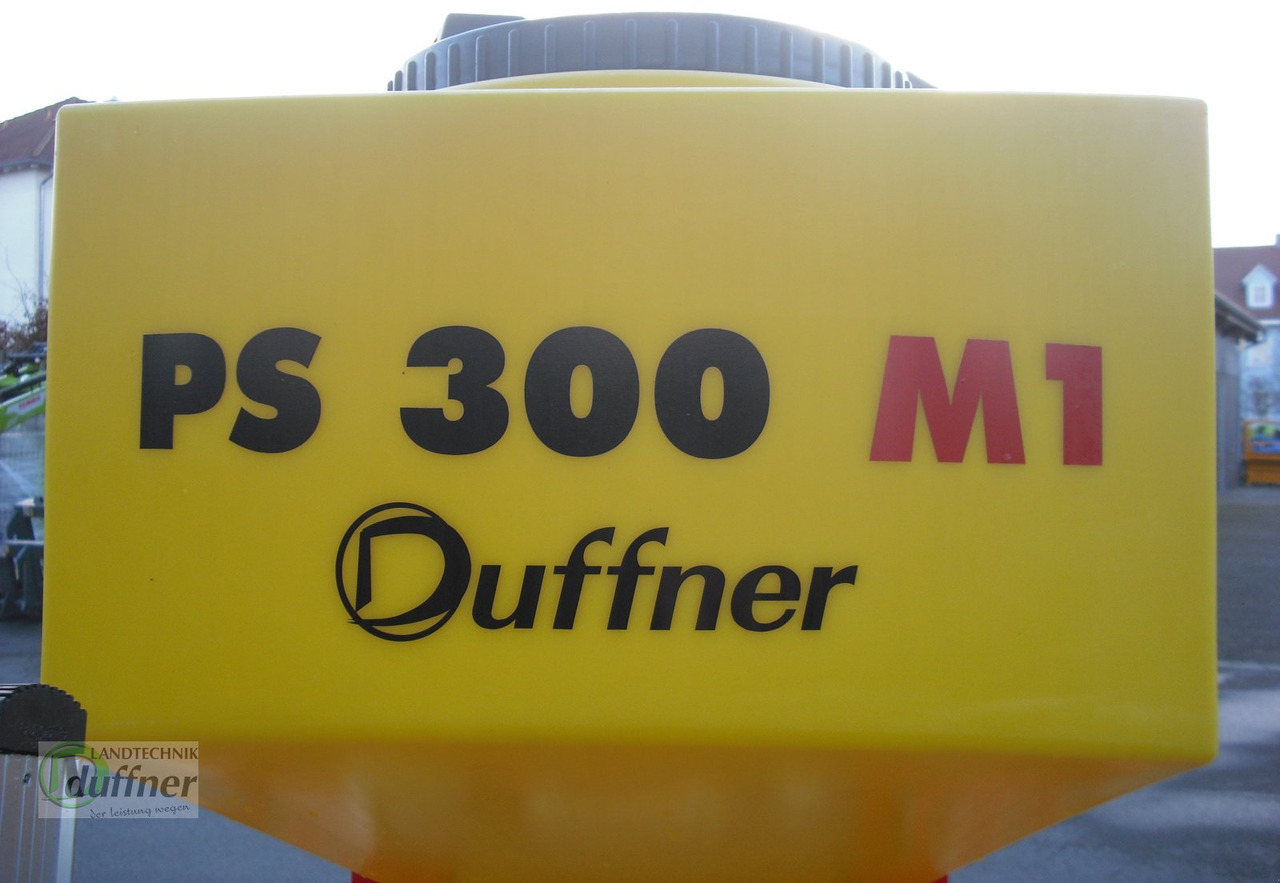 PS 300 M1
Duffner
LANDTECHNIK
duffner
der leistung wegen